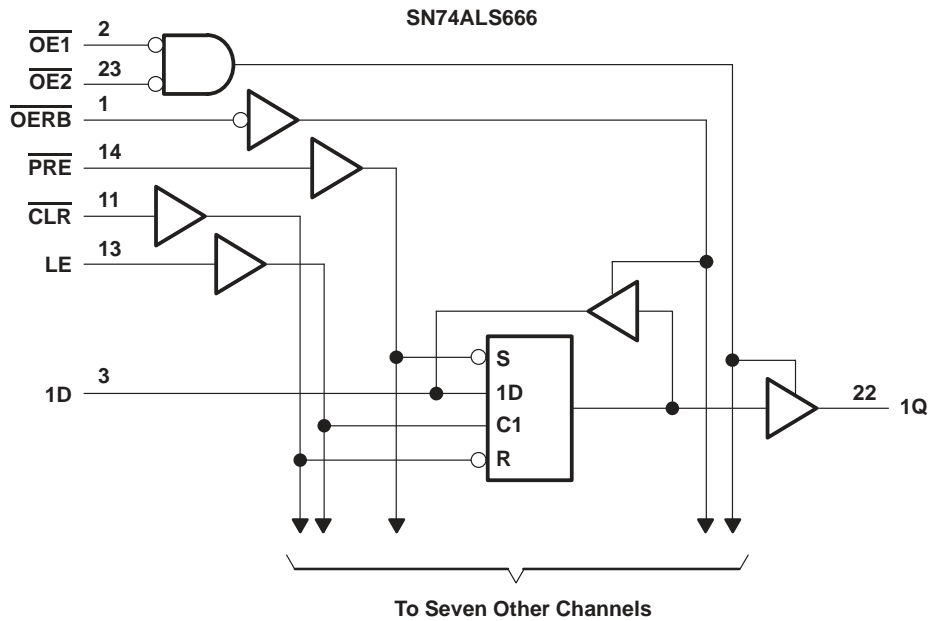 SN74ALS666
OE1 2
OE2 23
OERB 1
PRE 14
CLR 11
LE 13
S
1D 3 1D 22 1Q
C1
R
To Seven Other Channels